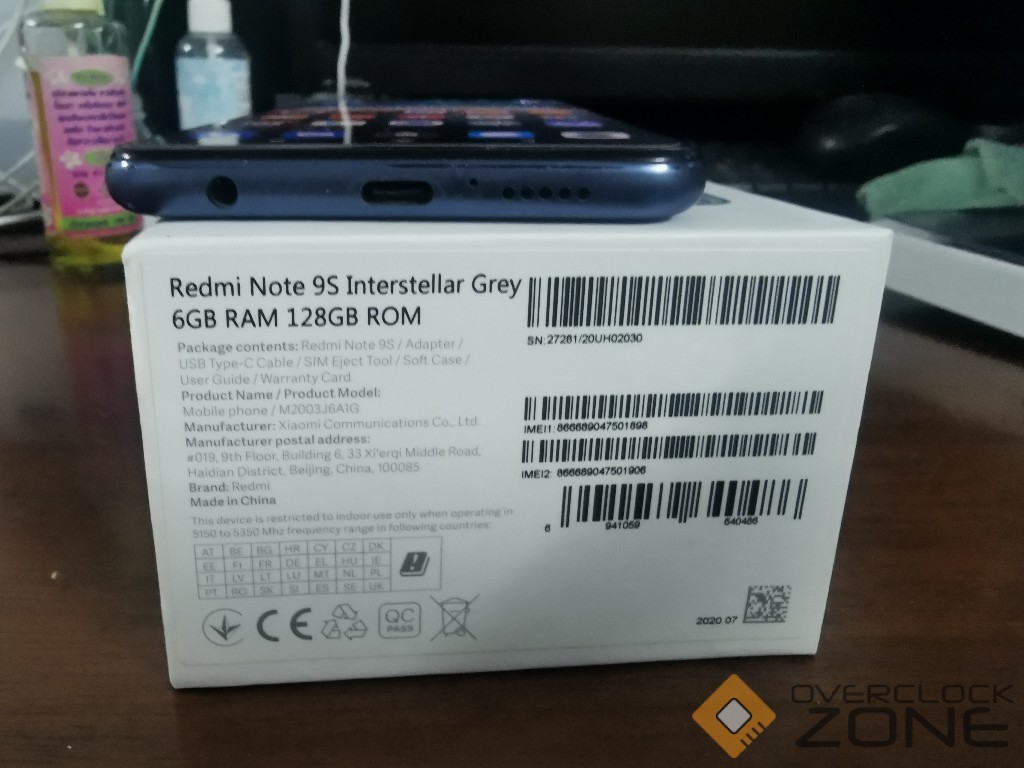 Redmi Note 9S Interstellar Grey
6GB RAM 128GB ROM
Package contents: Redmi Note 9S / Adapter /
USB Type-C Cable / SIM Eject Tool / Soft Case /
User Guide / Warranty Card
Product Name / Product Model:
Mobile phone / M2003J6A1G
Manufacturer: Xiaomi Communications Co., Ltd.
Manufacturer postal address:
#019, 9th Floor, Building 6, 33 Xi'erqi Middle Road,
Haidian District, Beijing, China, 100085
Brand: Redmi
Made in China
This device is restricted to indoor use only when operating in
5150 to 5350 Mhz frequency range in following countries:
AT BE BG HR CY CZ DK
EE FI FR DE EL HU IE
IT LV LT LU MT NL PL
PT RO SK SI ES SE UK
CE
QC
PASS
SN: 27261/20UH02030
IMEI1: 866689047501898
IMEI2: 866689047501906
6 941059 640486
2020.07
OVERCLOCK
ZONE